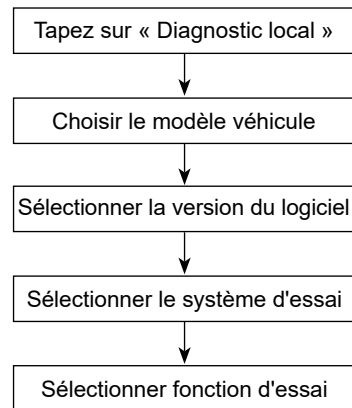 Tapez sur « Diagnostic local »
Choisir le modèle véhicule
Sélectionner la version du logiciel
Sélectionner le système d'essai
Sélectionner fonction d'essai